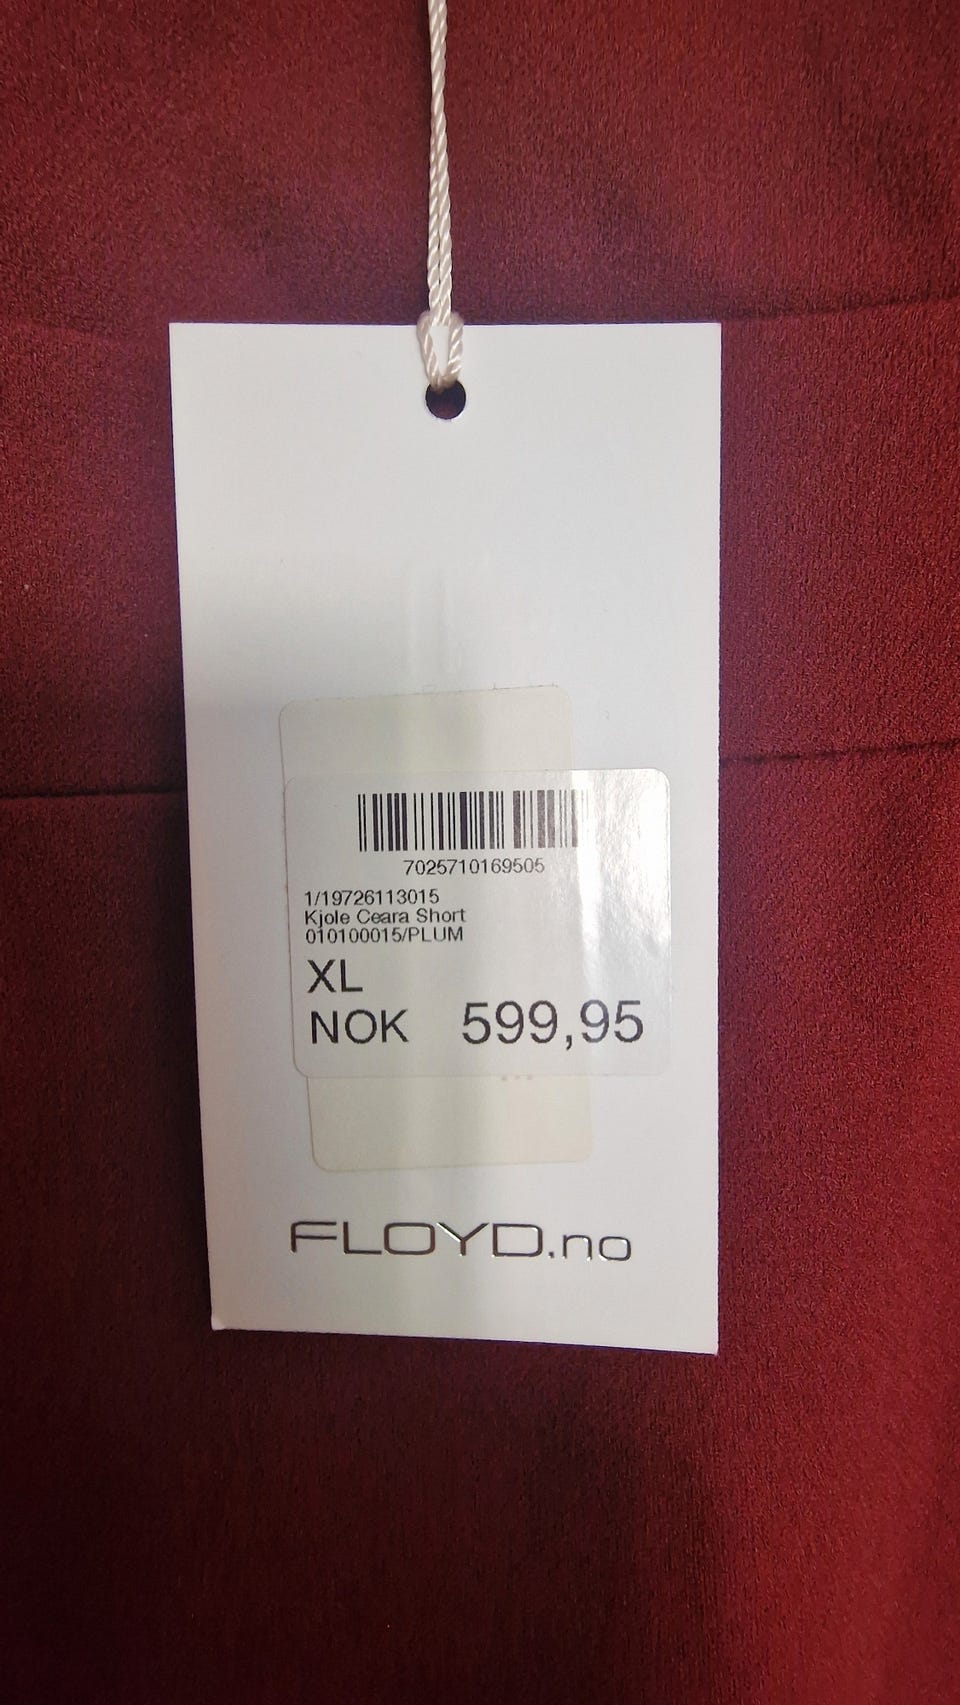 7025710169505
1/19726113015
Kjole Ceara Short
010100015/PLUM
XL
NOK 599,95
FLOYD.no